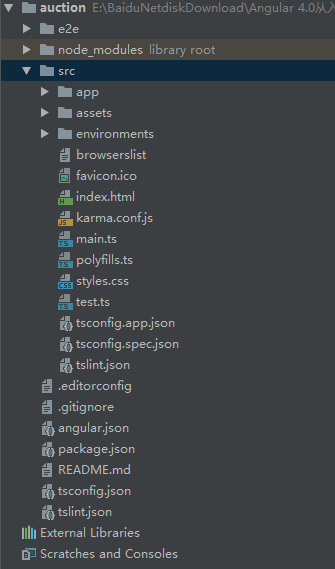 auction E:\BaiduNetdiskDownload\Angular 4.0从入
e2e
node_modules library root
src
app
assets
environments
browserslist
favicon.ico
index.html
karma.conf.js
main.ts
polyfills.ts
styles.css
test.ts
tsconfig.app.json
tsconfig.spec.json
tslint.json
.editorconfig
.gitignore
angular.json
package.json
README.md
tsconfig.json
tslint.json
External Libraries
Scratches and Consoles